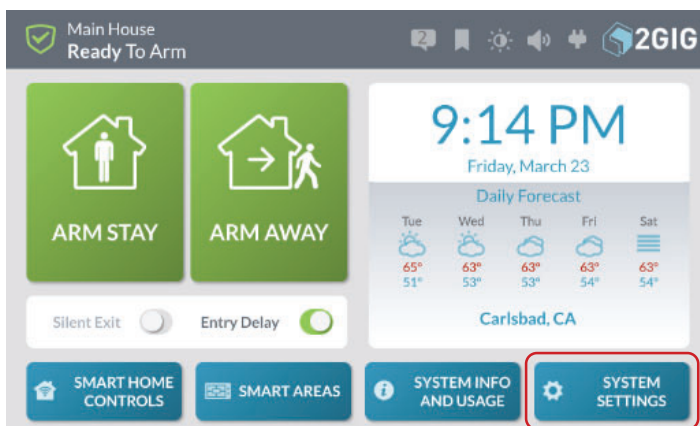 Main House
Ready To Arm
2
2GIG
ARM STAY
ARM AWAY
9:14 PM
Friday, March 23
Daily Forecast
Tue Wed Thu Fri Sat
65° 63° 63° 63° 63°
51° 53° 53° 54° 54°
Carlsbad, CA
Silent Exit
Entry Delay
SMART HOME
CONTROLS
SMART AREAS
SYSTEM INFO
AND USAGE
SYSTEM
SETTINGS